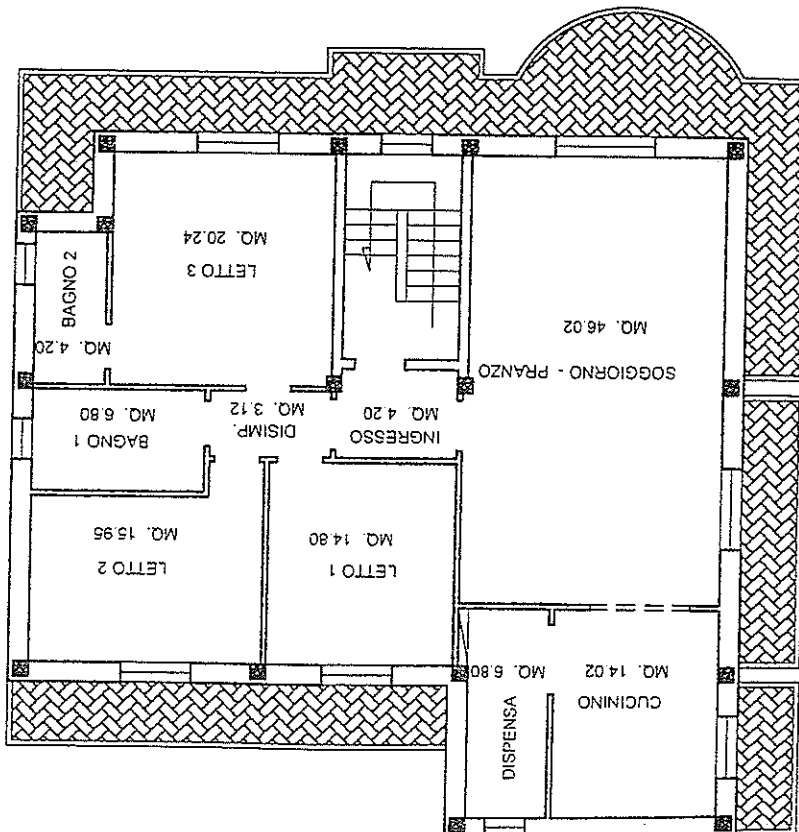 LETTO 3
MQ. 20.24
BAGNO 2
MQ. 4.20
SOGGIORNO - PRANZO
MQ. 46.02
BAGNO 1
MQ. 6.80
DISIMP.
MQ. 3.12
INGRESSO
MQ. 4.20
LETTO 2
MQ. 15.95
LETTO 1
MQ. 14.80
DISPENSA
MQ. 6.80
CUCININO
MQ. 14.02